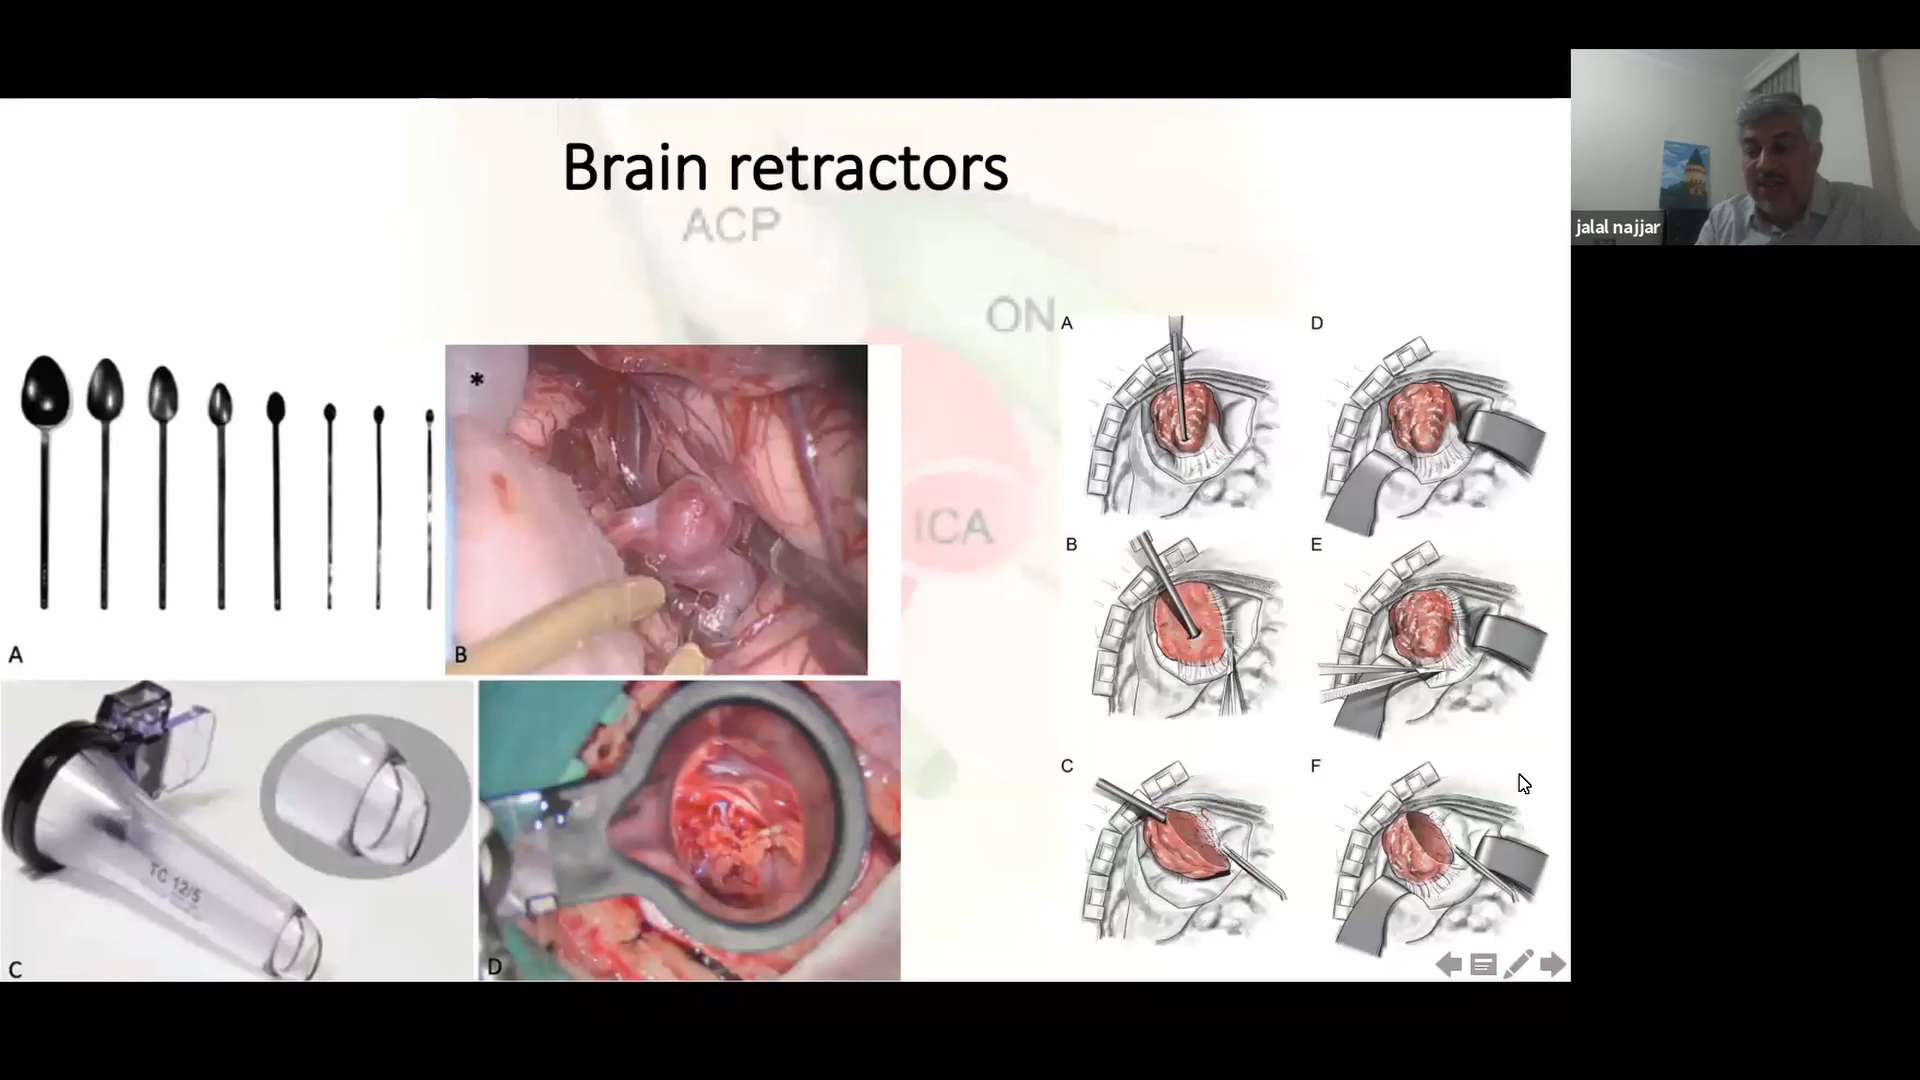 Brain retractors
jalal najjar
ACP
ON
ICA
A
D
*
B
E
A
B
C
F
TC 12/5
C
D